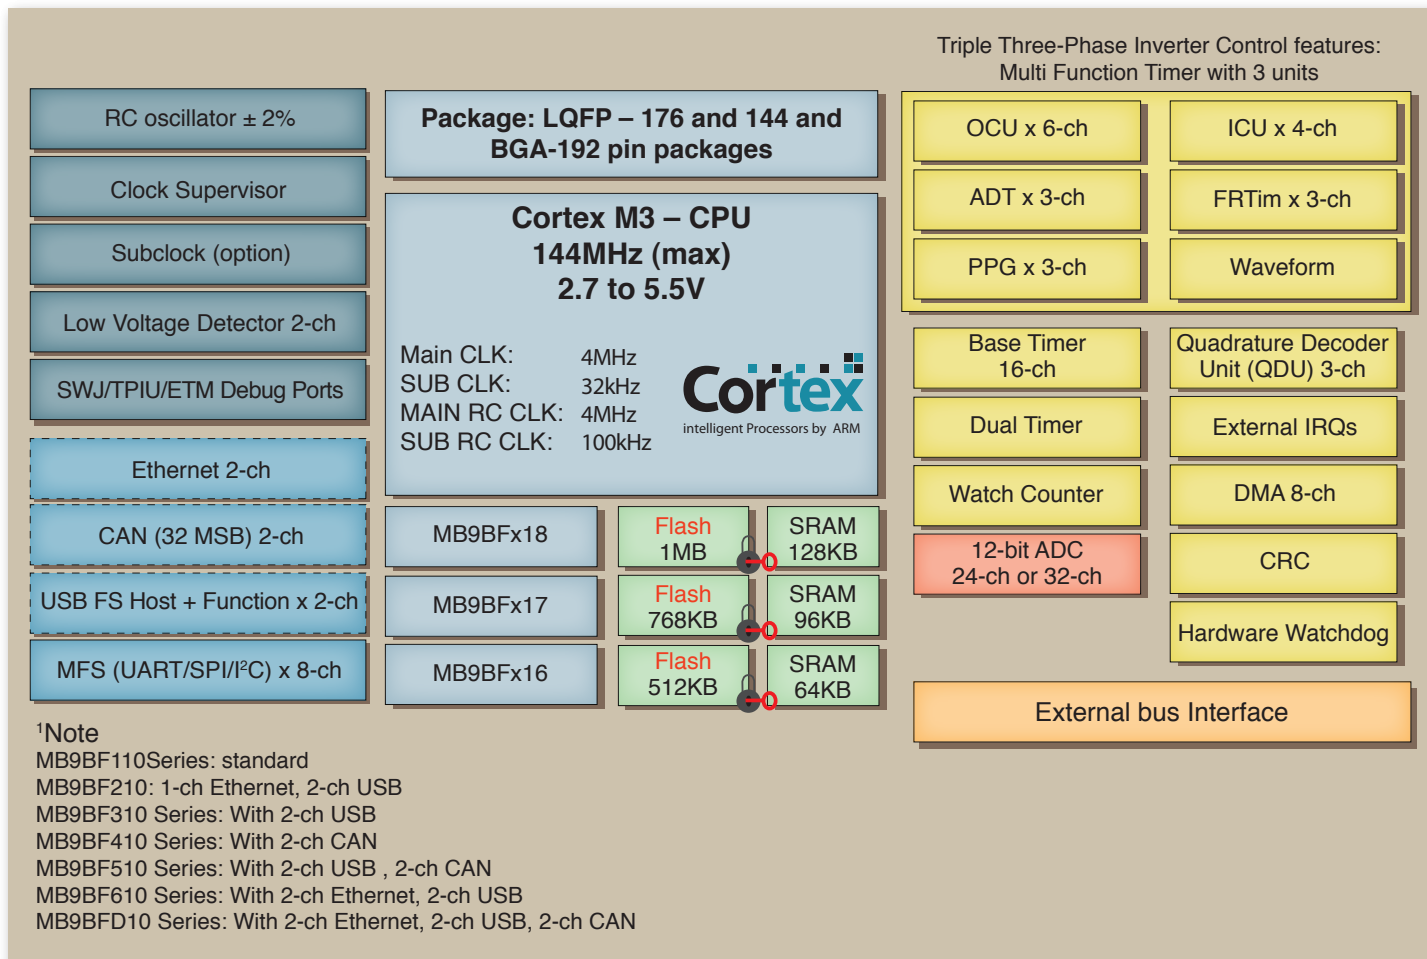 Triple Three-Phase Inverter Control features:
Multi Function Timer with 3 units
RC oscillator ± 2%
Clock Supervisor
Subclock (option)
Low Voltage Detector 2-ch
SWJ/TPIU/ETM Debug Ports
Ethernet 2-ch
CAN (32 MSB) 2-ch
USB FS Host + Function x 2-ch
MFS (UART/SPI/I²C) x 8-ch
Package: LQFP – 176 and 144 and
BGA-192 pin packages
Cortex M3 – CPU
144MHz (max)
2.7 to 5.5V
Main CLK: 4MHz
SUB CLK: 32kHz
MAIN RC CLK: 4MHz
SUB RC CLK: 100kHz
Cortex
intelligent Processors by ARM
MB9BFx18
Flash
1MB
SRAM
128KB
MB9BFx17
Flash
768KB
SRAM
96KB
MB9BFx16
Flash
512KB
SRAM
64KB
OCU x 6-ch
ICU x 4-ch
ADT x 3-ch
FRTim x 3-ch
PPG x 3-ch
Waveform
Base Timer
16-ch
Quadrature Decoder
Unit (QDU) 3-ch
Dual Timer
External IRQs
Watch Counter
DMA 8-ch
12-bit ADC
24-ch or 32-ch
CRC
Hardware Watchdog
External bus Interface
¹Note
MB9BF110Series: standard
MB9BF210: 1-ch Ethernet, 2-ch USB
MB9BF310 Series: With 2-ch USB
MB9BF410 Series: With 2-ch CAN
MB9BF510 Series: With 2-ch USB , 2-ch CAN
MB9BF610 Series: With 2-ch Ethernet, 2-ch USB
MB9BFD10 Series: With 2-ch Ethernet, 2-ch USB, 2-ch CAN